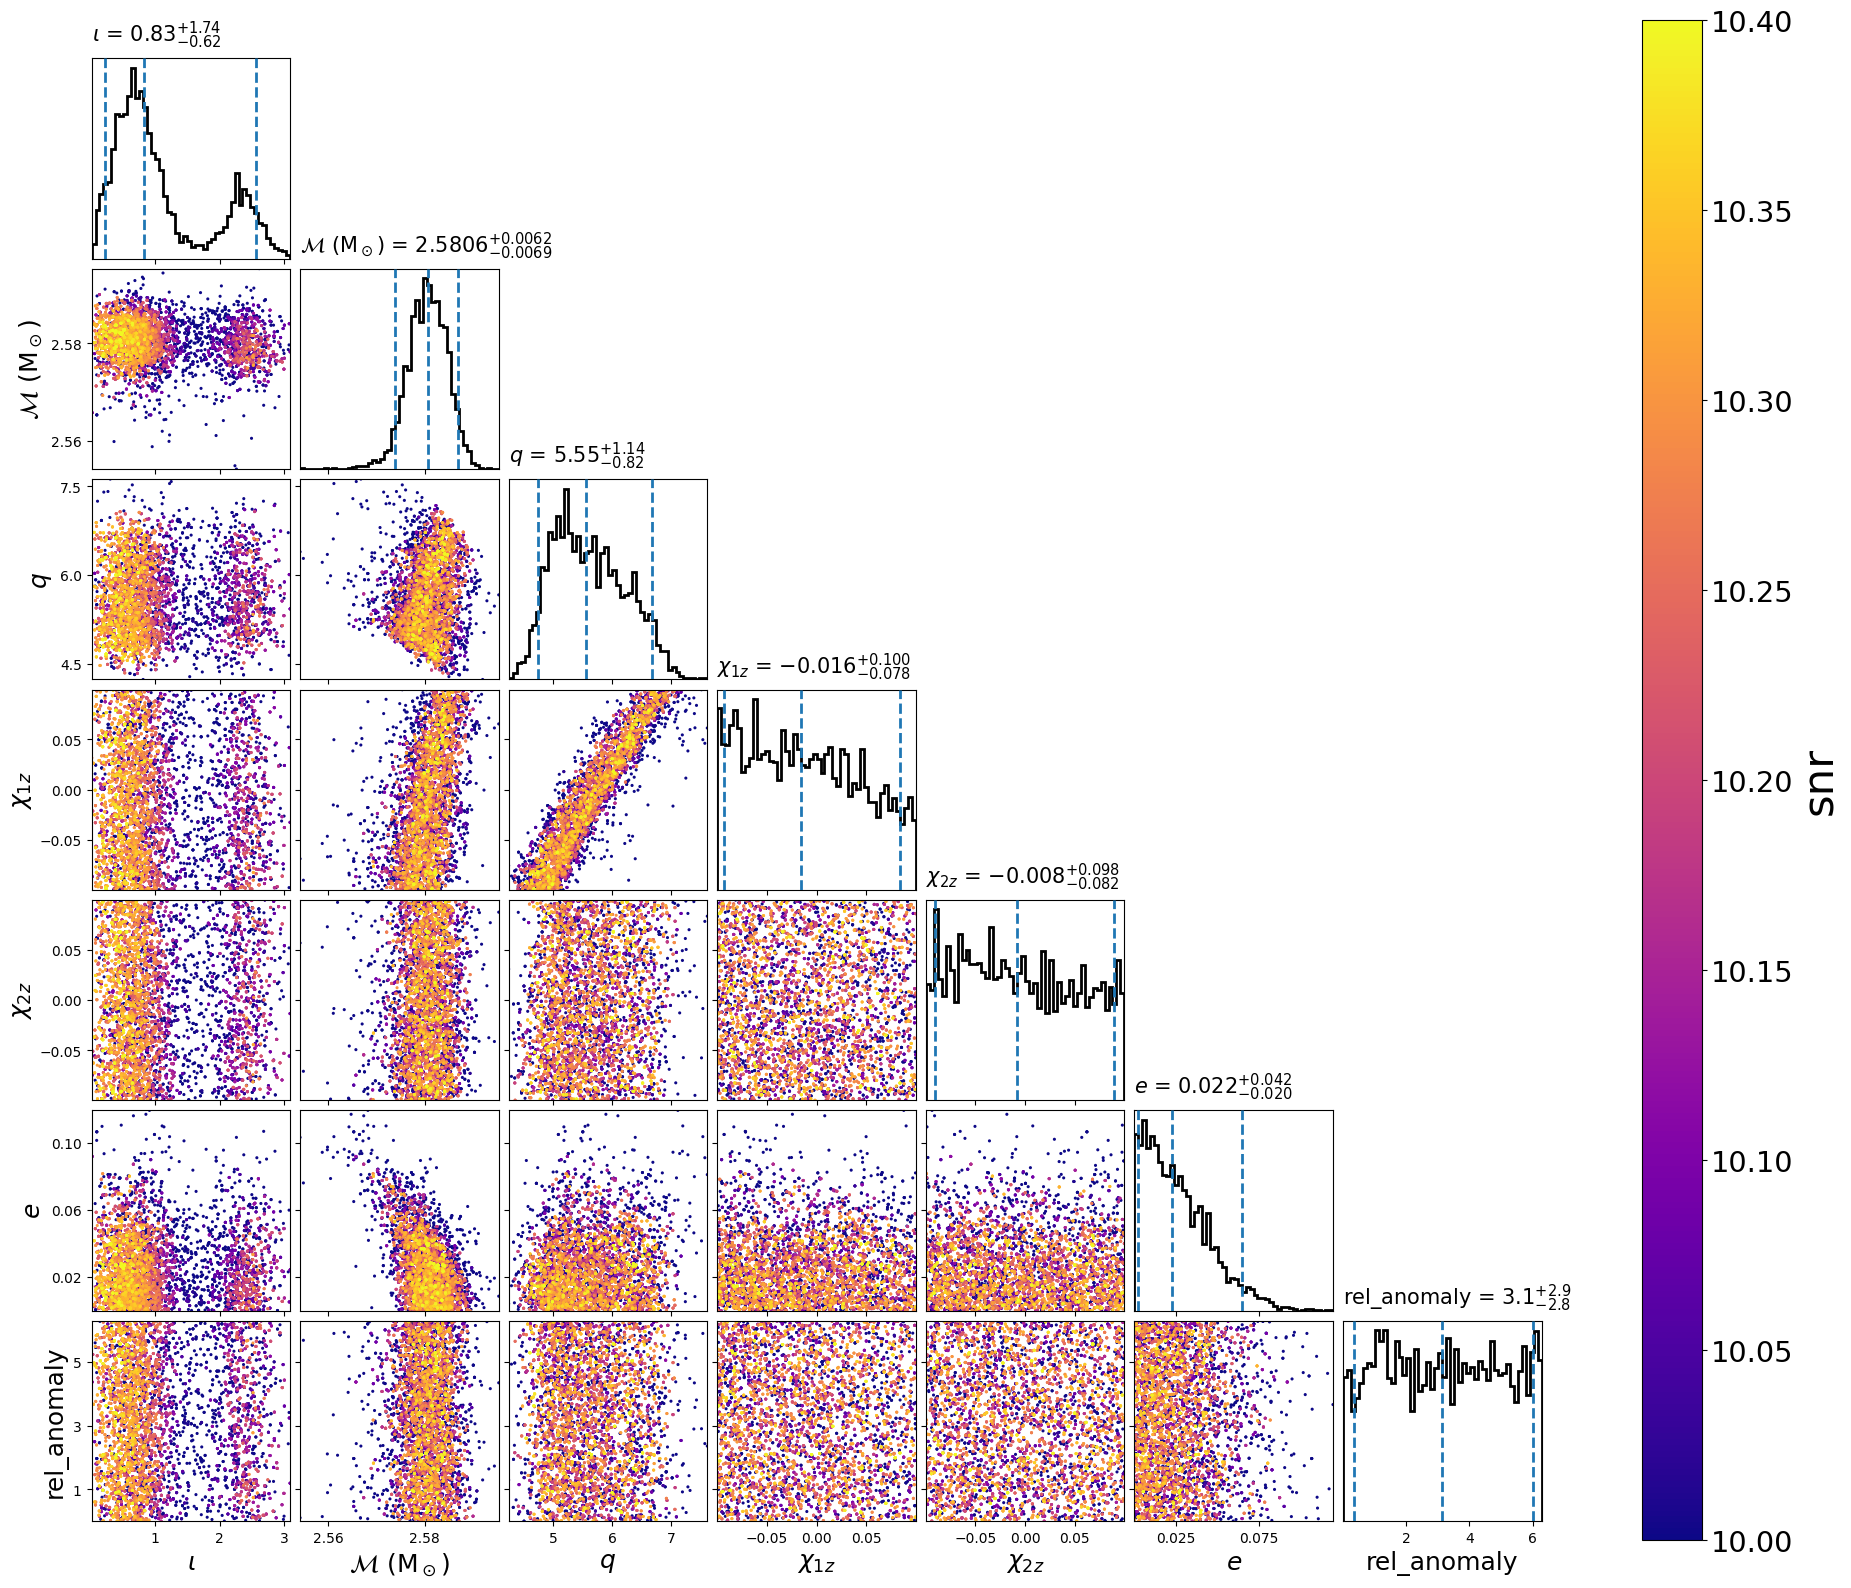 ι = 0.83+1.74−0.62
ℳ (M_⊙) = 2.5806+0.0062−0.0069
q = 5.55+1.14−0.82
χ1z = −0.016+0.100−0.078
χ2z = −0.008+0.098−0.082
e = 0.022+0.042−0.020
rel_anomaly = 3.1+2.9−2.8
ℳ (M_⊙)
2.58
2.56
q
7.5
6.0
4.5
χ1z
0.05
0.00
−0.05
χ2z
0.05
0.00
−0.05
e
0.10
0.06
0.02
rel_anomaly
5
3
1
1 2 3
2.56 2.58
5 6 7
−0.05 0.00 0.05
−0.05 0.00 0.05
0.025 0.075
2 4 6
ι
ℳ (M_⊙)
q
χ1z
χ2z
e
rel_anomaly
10.40
10.35
10.30
10.25
10.20
10.15
10.10
10.05
10.00
snr